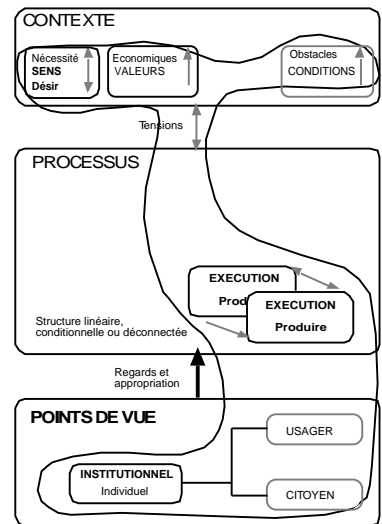 CONTEXTE
Nécessité
SENS
Désir
Economiques
VALEURS
Obstacles
CONDITIONS
Tensions
PROCESSUS
EXECUTION
Prod
EXECUTION
Produire
Structure linéaire,
conditionnelle ou déconnectée
Regards et
appropriation
POINTS DE VUE
USAGER
INSTITUTIONNEL
Individuel
CITOYEN